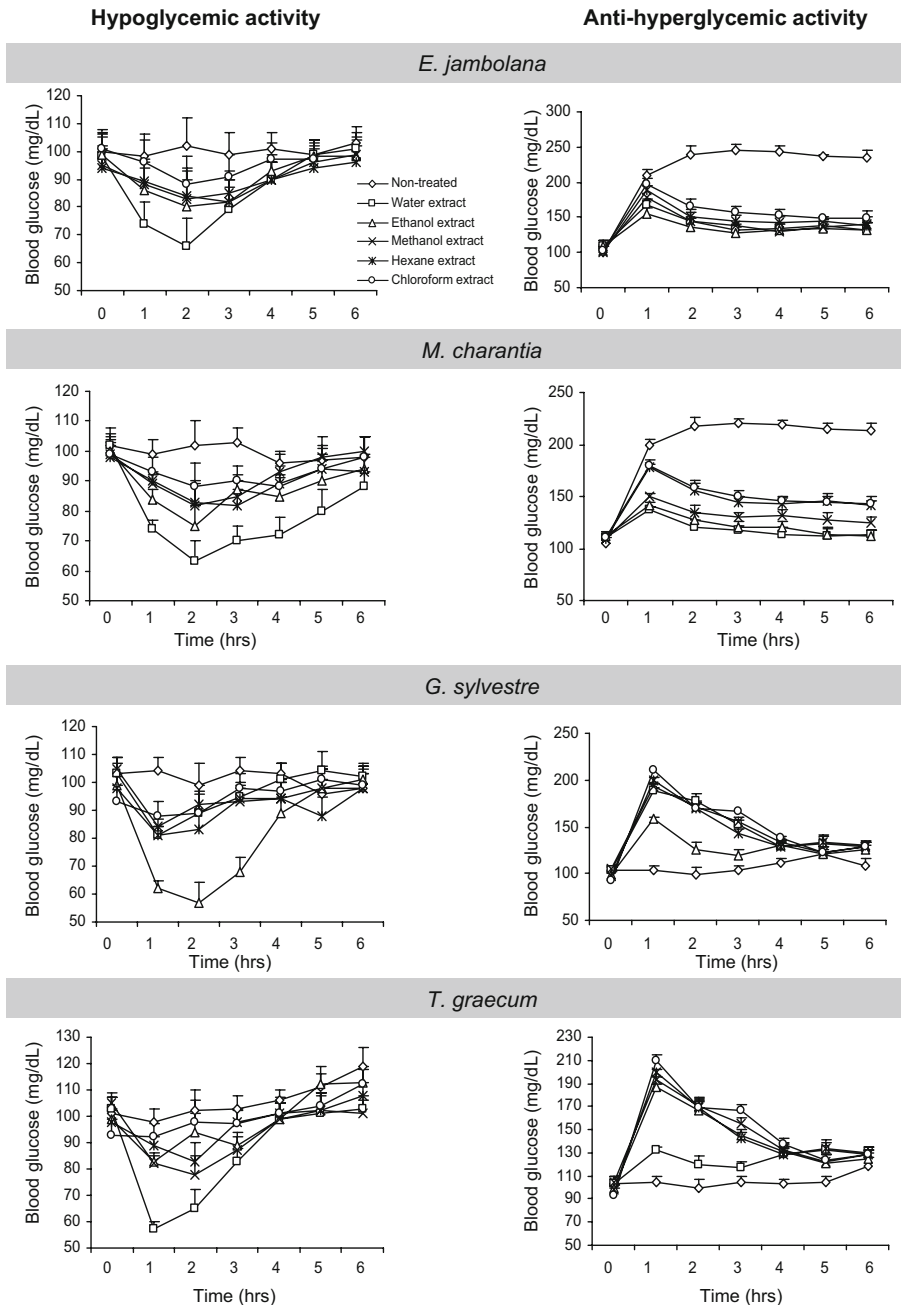 Hypoglycemic activity
Anti-hyperglycemic activity
E. jambolana
Blood glucose (mg/dL)
120
110
100
90
80
70
60
50
0 1 2 3 4 5 6
Non-treated
Water extract
Ethanol extract
Methanol extract
Hexane extract
Chloroform extract
Blood glucose (mg/dL)
300
250
200
150
100
50
0 1 2 3 4 5 6
M. charantia
Blood glucose (mg/dL)
120
110
100
90
80
70
60
50
0 1 2 3 4 5 6
Time (hrs)
Blood glucose (mg/dL)
250
200
150
100
50
0 1 2 3 4 5 6
Time (hrs)
G. sylvestre
Blood glucose (mg/dL)
120
110
100
90
80
70
60
50
0 1 2 3 4 5 6
Time (hrs)
Blood glucose (mg/dL)
250
200
150
100
50
0 1 2 3 4 5 6
Time (hrs)
T. graecum
Blood glucose (mg/dL)
130
120
110
100
90
80
70
60
50
0 1 2 3 4 5 6
Time (hrs)
Blood glucose (mg/dL)
230
210
190
170
150
130
110
90
70
50
0 1 2 3 4 5 6
Time (hrs)